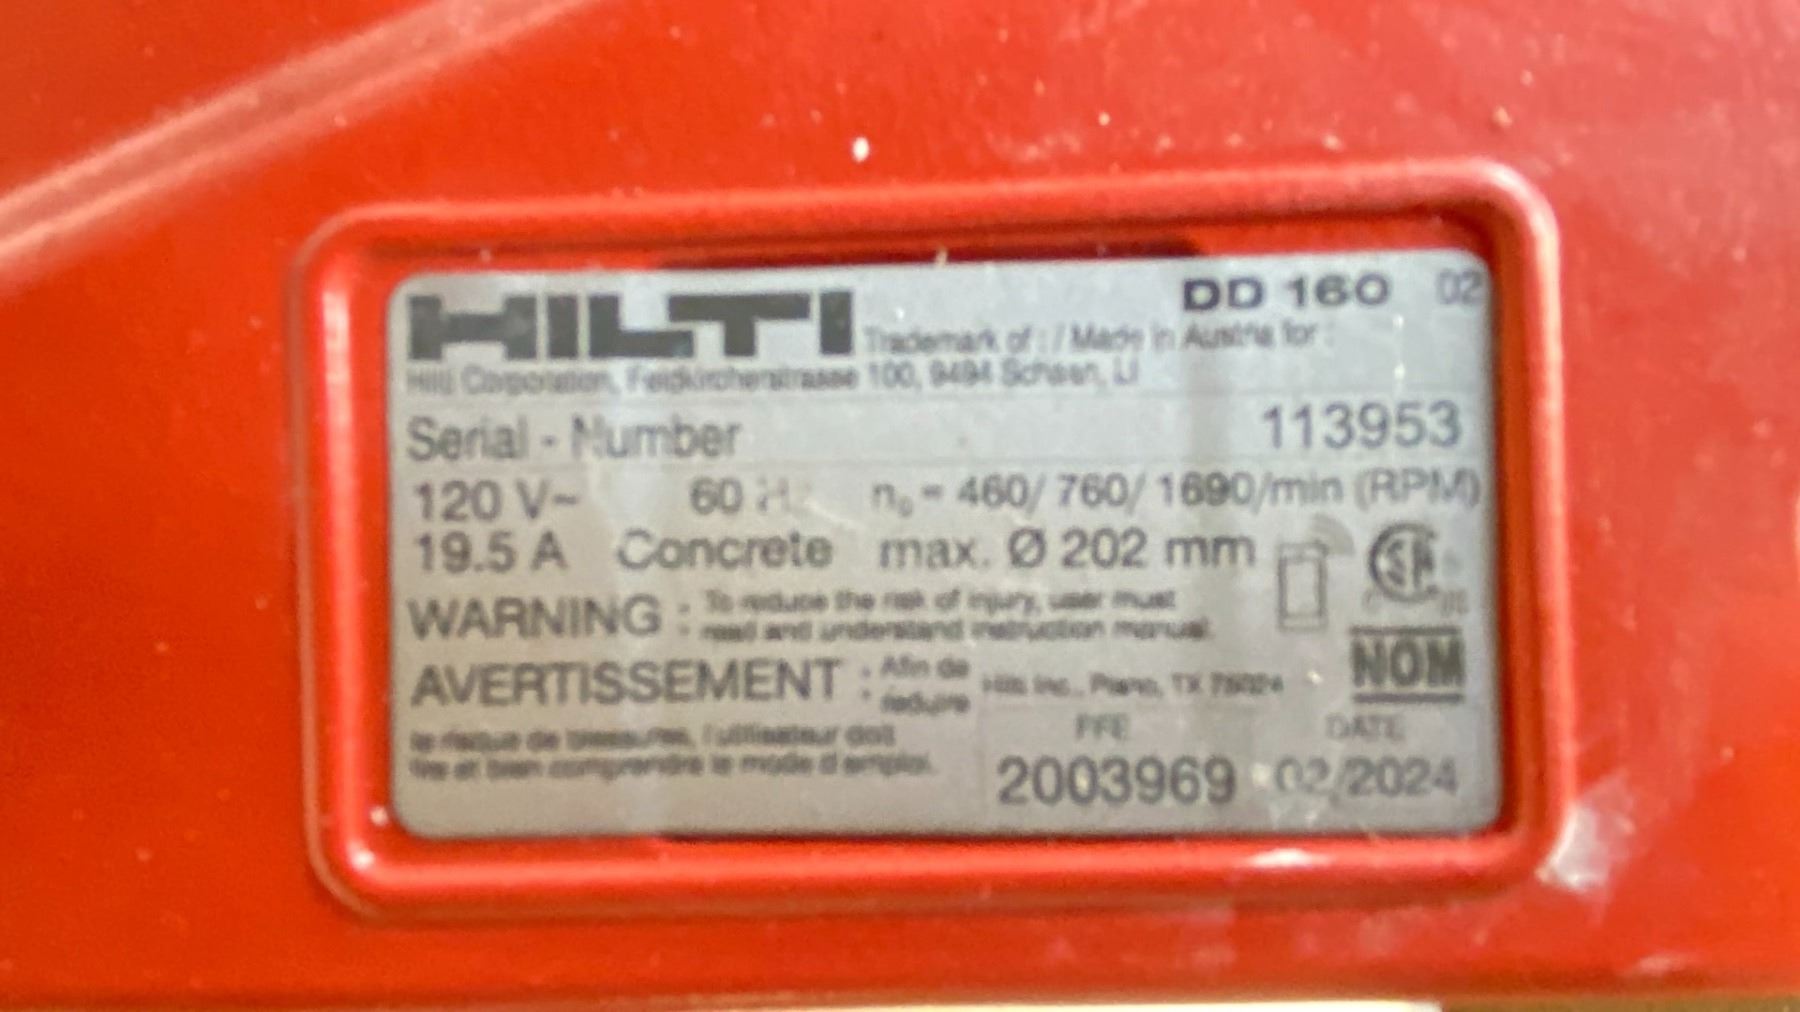 HILTI DD 160 02
Trademark of : / Made in Austria for :
Hilti Corporation, Feldkircherstrasse 100, 9494 Schaan, LI
Serial - Number 113953
120 V~ 60 Hz n₀ = 460/ 760/ 1690/min (RPM)
19.5 A Concrete max. Ø 202 mm
WARNING : To reduce the risk of injury, user must
read and understand instruction manual.
AVERTISSEMENT : Afin de
réduire
le risque de blessures, l'utilisateur doit
lire et bien comprendre le mode d'emploi.
Hilti Inc., Plano, TX 75024
NOM
PFE DATE
2003969 02/2024